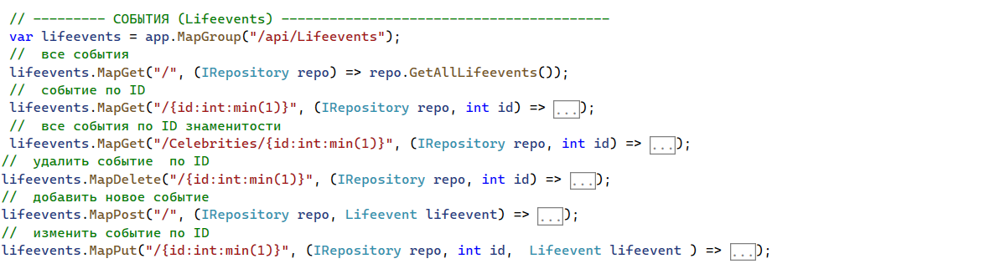 // --------- СОБЫТИЯ (Lifeevents) -----------------------------------------
var lifeevents = app.MapGroup("/api/Lifeevents");
//  все события
lifeevents.MapGet("/", (IRepository repo) => repo.GetAllLifeevents());
//  событие по ID
lifeevents.MapGet("/{id:int:min(1)}", (IRepository repo, int id) => ...);
//  все события по ID знаменитости
lifeevents.MapGet("/Celebrities/{id:int:min(1)}", (IRepository repo, int id) => ...);
//  удалить событие  по ID
lifeevents.MapDelete("/{id:int:min(1)}", (IRepository repo, int id) => ...);
//  добавить новое событие
lifeevents.MapPost("/", (IRepository repo, Lifeevent lifeevent) => ...);
//  изменить событие по ID
lifeevents.MapPut("/{id:int:min(1)}", (IRepository repo, int id,  Lifeevent lifeevent ) => ...);